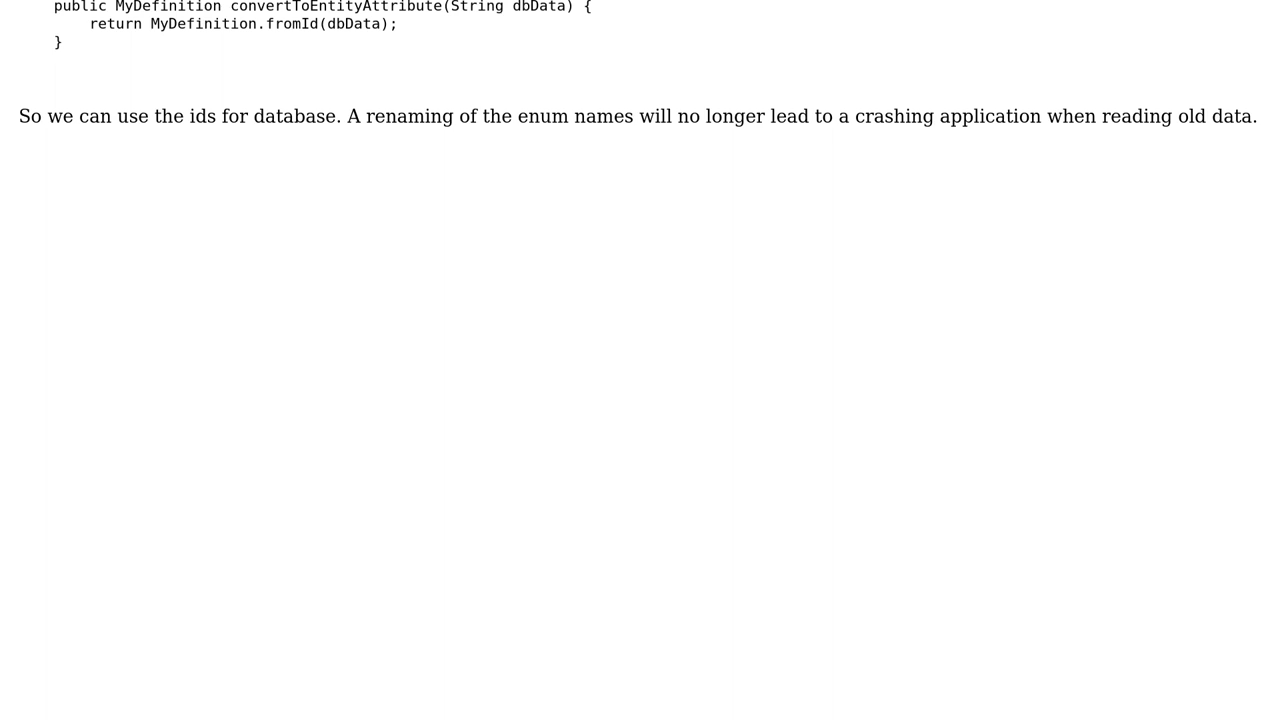 public MyDefinition convertToEntityAttribute(String dbData) {
return MyDefinition.fromId(dbData);
}
So we can use the ids for database. A renaming of the enum names will no longer lead to a crashing application when reading old data.